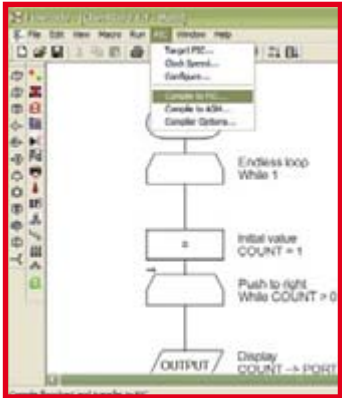 File Edit View Macro Run PIC Window Help
Target PIC...
Clock Speed...
Configure...
Compile to PIC...
Compile to ASM...
Compiler Options...
Endless loop
While 1
=
Initial value
COUNT = 1
Push to right
While COUNT > 0
OUTPUT
Display
COUNT -> PORT